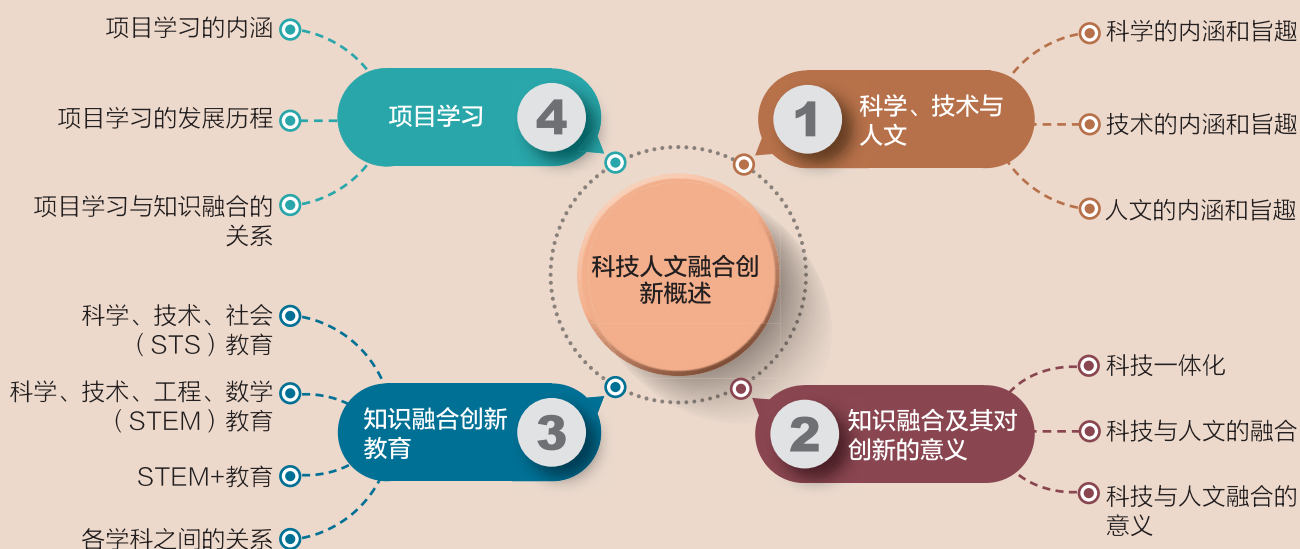 科技人文融合创
新概述
1
科学、技术与
人文
科学的内涵和旨趣
技术的内涵和旨趣
人文的内涵和旨趣
2
知识融合及其对
创新的意义
科技一体化
科技与人文的融合
科技与人文融合的
意义
3
知识融合创新
教育
科学、技术、社会
（STS）教育
科学、技术、工程、数学
（STEM）教育
STEM+教育
各学科之间的关系
4
项目学习
项目学习的内涵
项目学习的发展历程
项目学习与知识融合的
关系